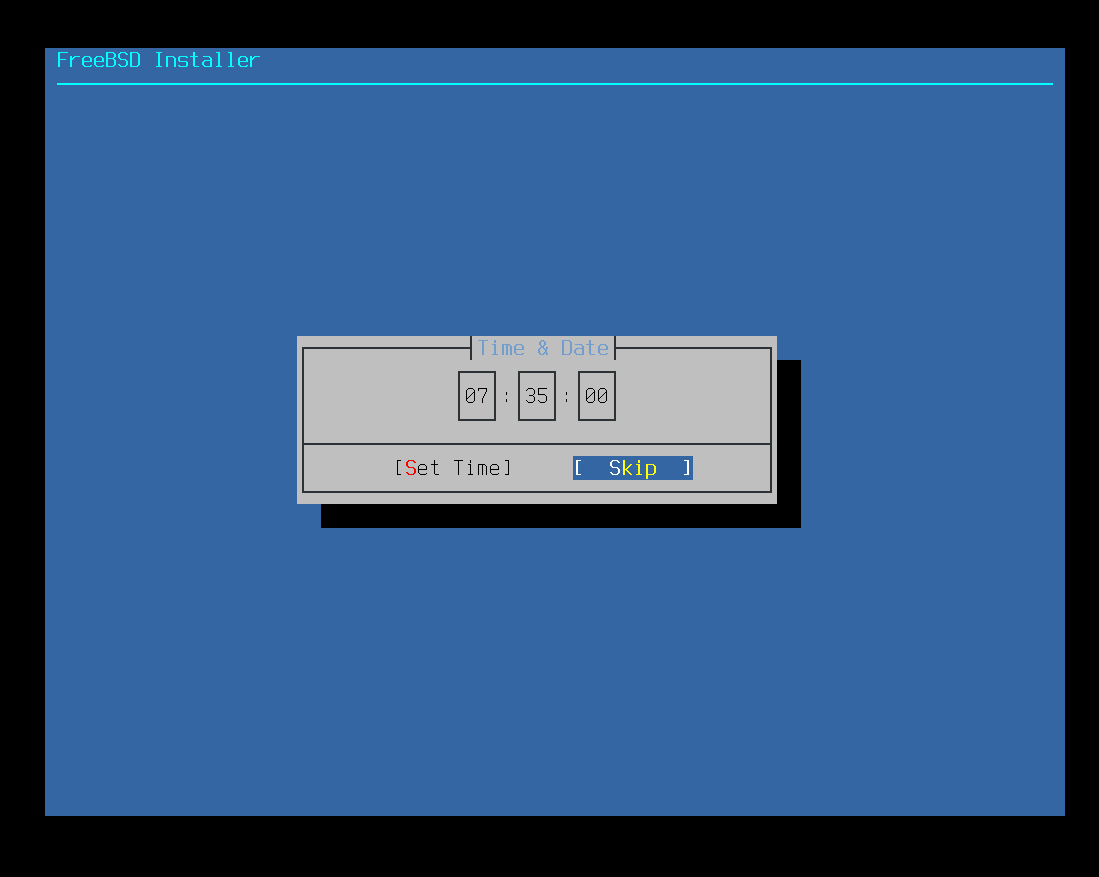 FreeBSD Installer
Time & Date
07 : 35 : 00
[Set Time] [ Skip ]